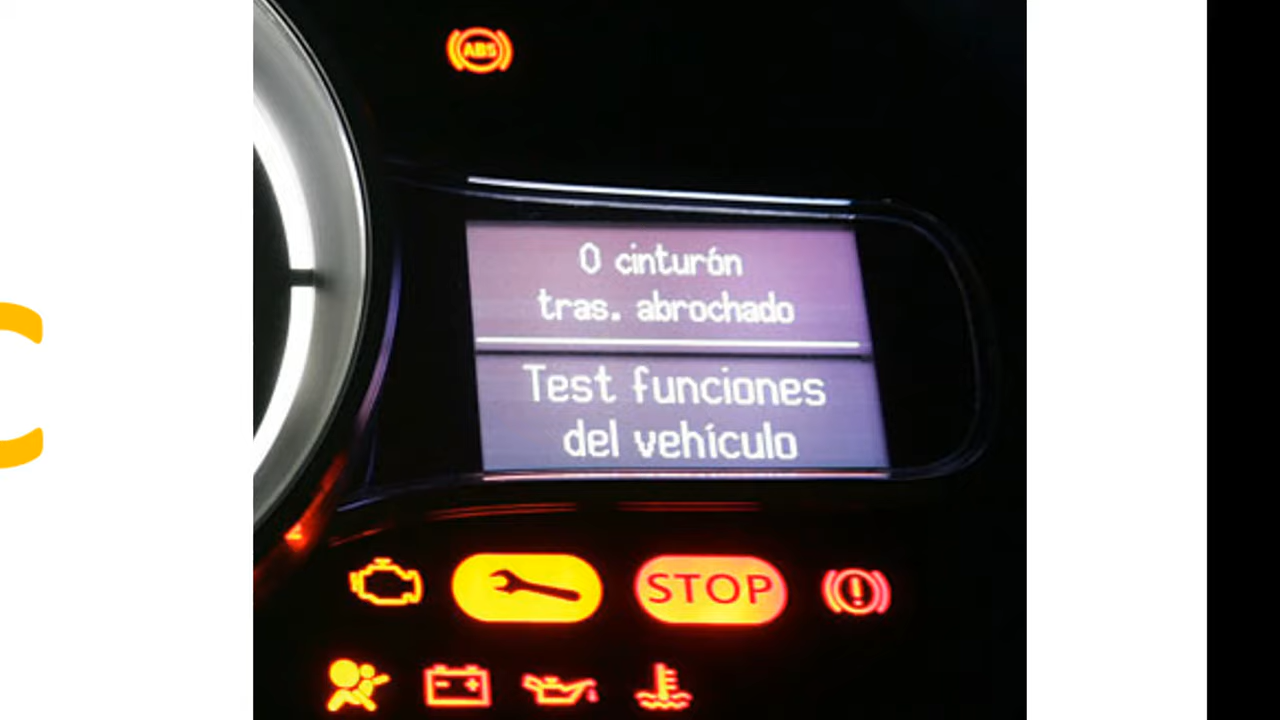 ABS
0 cinturón
tras. abrochado
Test funciones
del vehículo
STOP